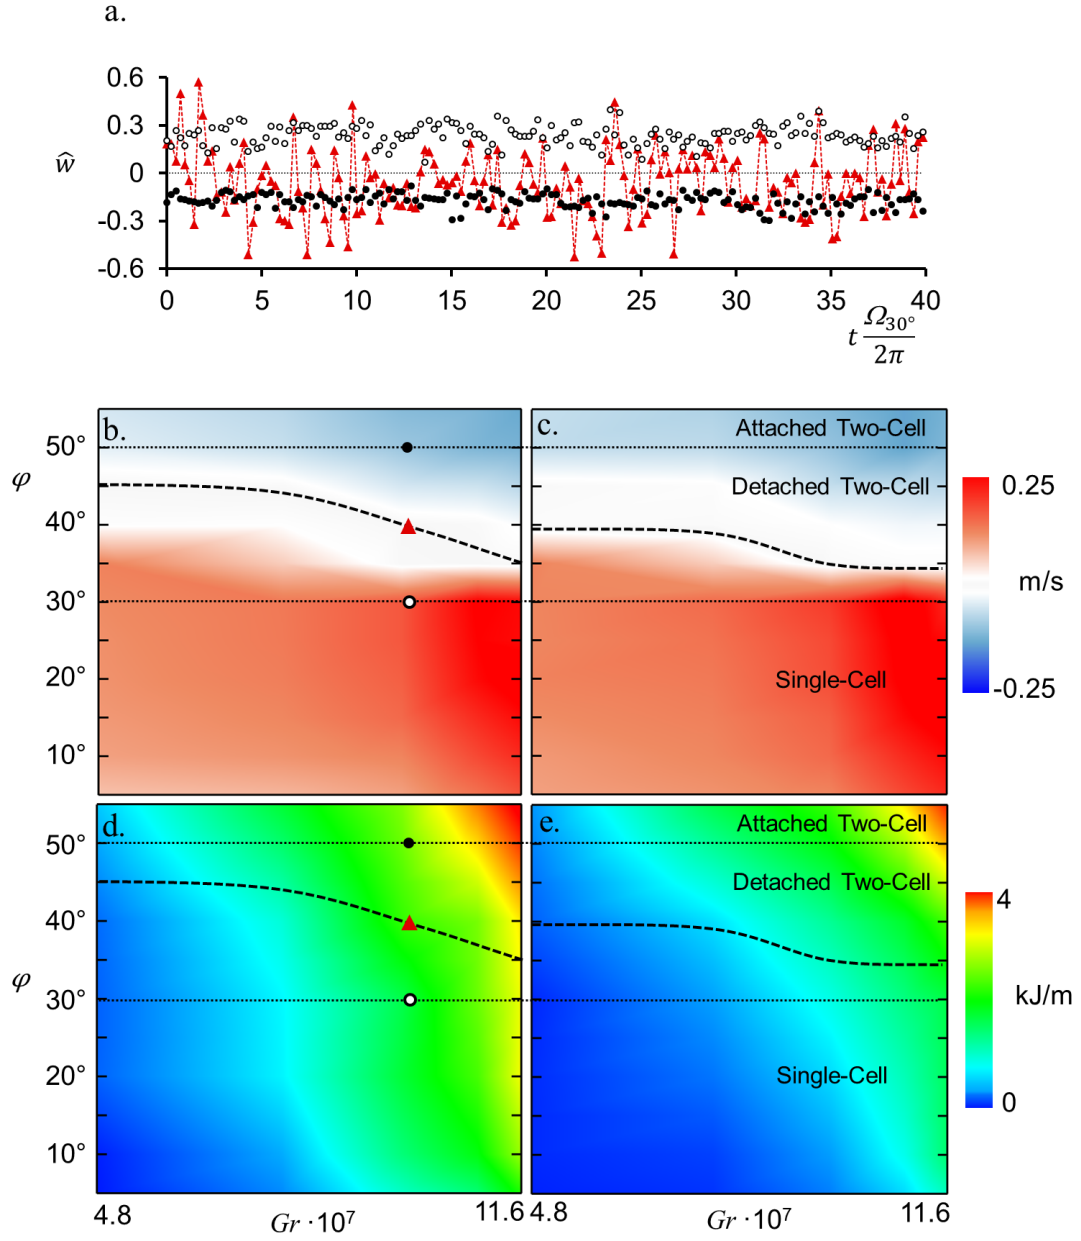 a.
0.6
0.3
0
-0.3
-0.6
ŵ
0 5 10 15 20 25 30 35 40
t Ω30° / 2π
b.
c.
Attached Two-Cell
Detached Two-Cell
Single-Cell
50°
φ
40°
30°
20°
10°
0.25
m/s
-0.25
d.
e.
Attached Two-Cell
Detached Two-Cell
Single-Cell
50°
40°
φ
30°
20°
10°
4
kJ/m
0
4.8 Gr · 10⁷ 11.6
4.8 Gr · 10⁷ 11.6